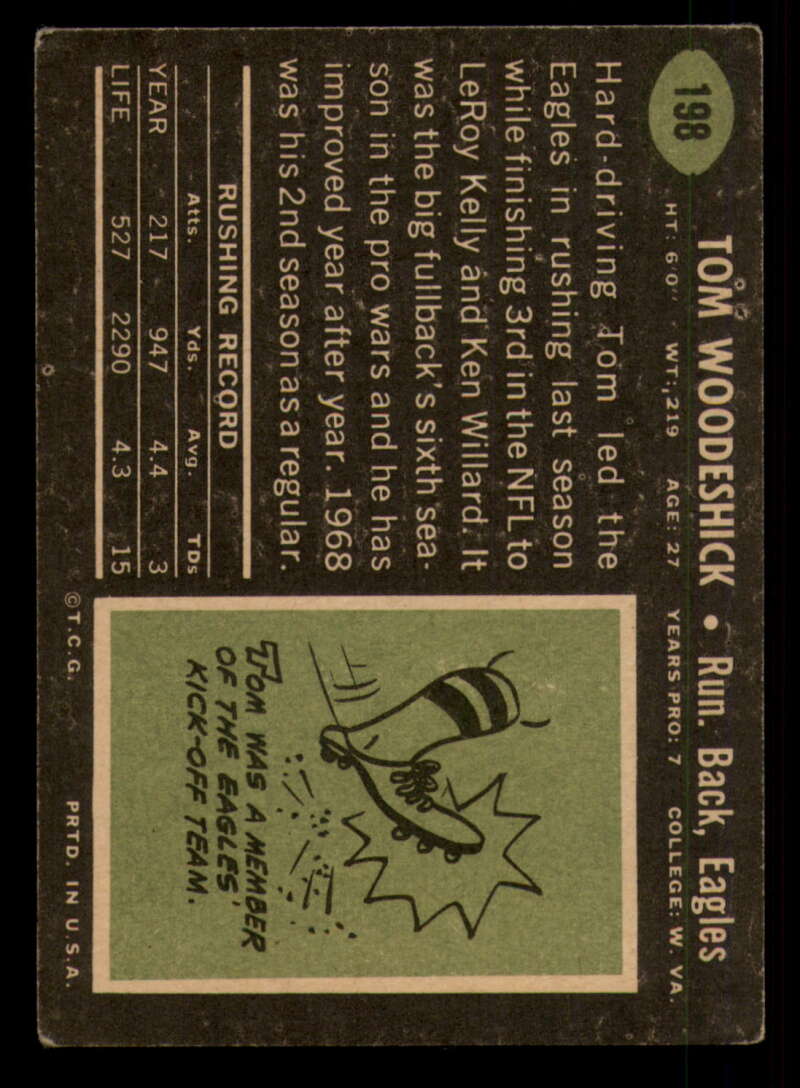 198
TOM WOODESHICK • Run. Back, Eagles
HT: 6'0" WT: 219 AGE: 27 YEARS PRO: 7 COLLEGE: W. VA.
Hard-driving Tom led the
Eagles in rushing last season
while finishing 3rd in the NFL to
LeRoy Kelly and Ken Willard. It
was the big fullback's sixth sea-
son in the pro wars and he has
improved year after year. 1968
was his 2nd season as a regular.
RUSHING RECORD
Atts. Yds. Avg. TDs
YEAR 217 947 4.4 3
LIFE 527 2290 4.3 15
TOM WAS A MEMBER
OF THE EAGLES'
KICK-OFF TEAM.
© T.C.G. PRTD. IN U.S.A.